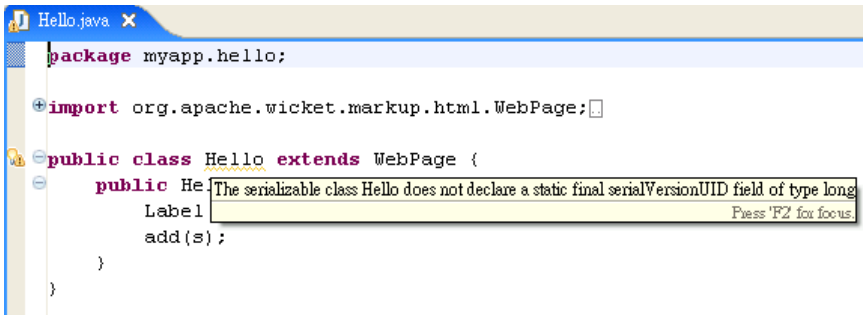 Hello.java
package myapp.hello;
import org.apache.wicket.markup.html.WebPage;
public class Hello extends WebPage {
public He
The serializable class Hello does not declare a static final serialVersionUID field of type long
Label
Press 'F2' for focus.
add(s);
}
}